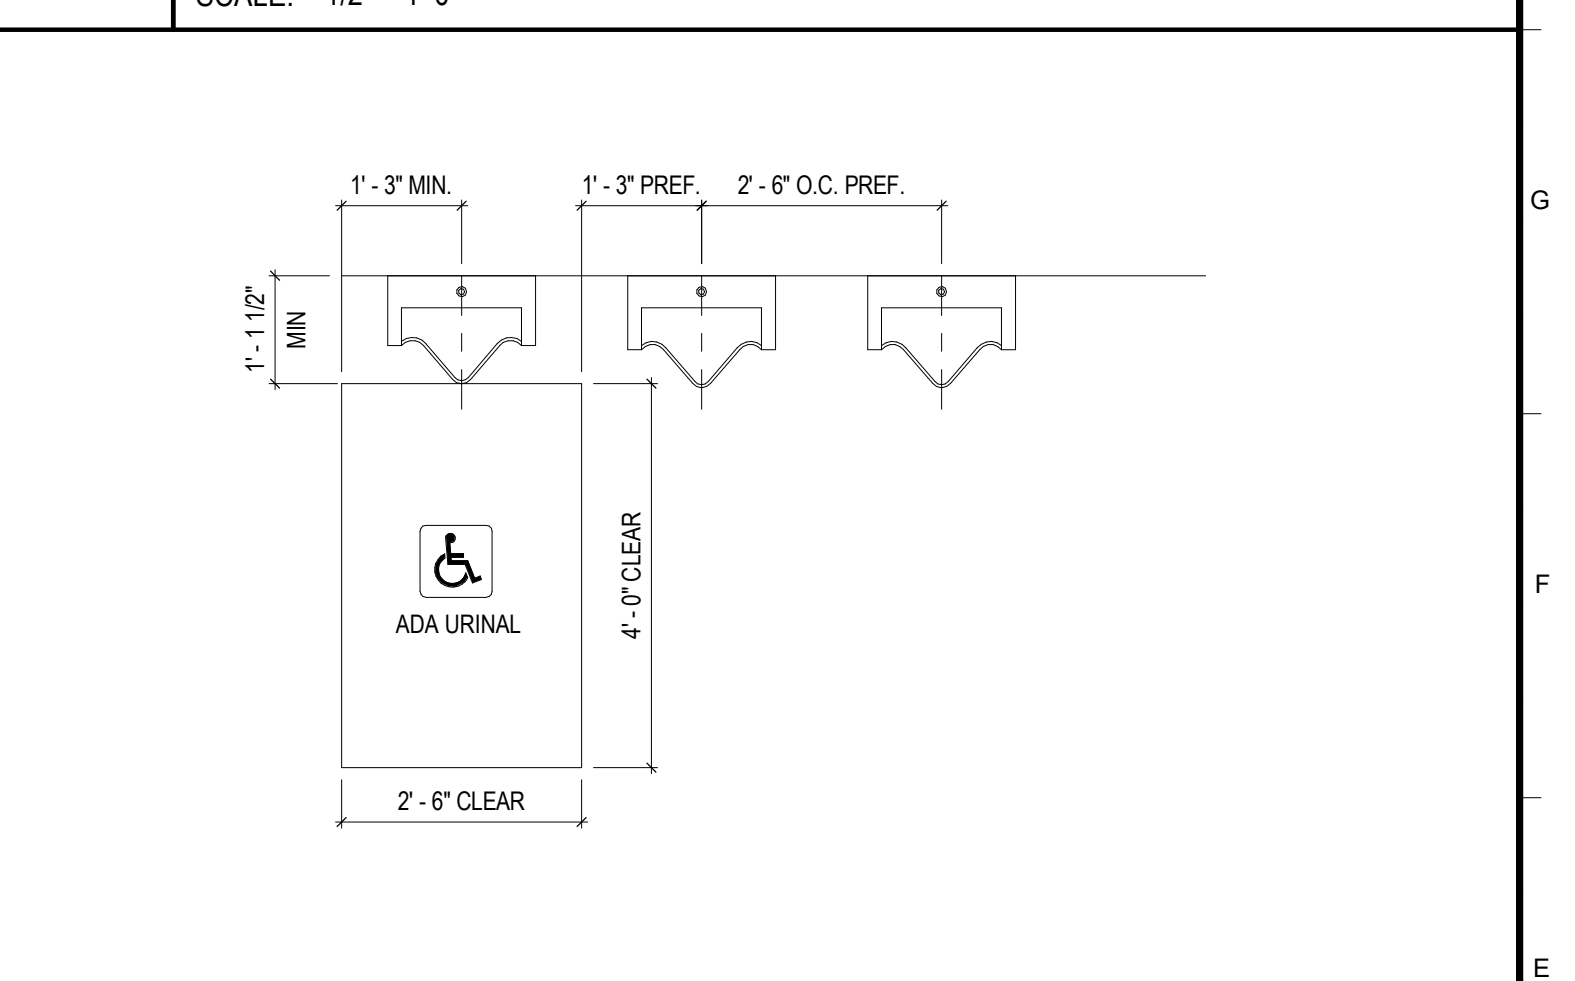 1' - 3" MIN.
1' - 3" PREF.
2' - 6" O.C. PREF.
G
1' - 1 1/2"
MIN
4' - 0" CLEAR
F
ADA URINAL
2' - 6" CLEAR
E